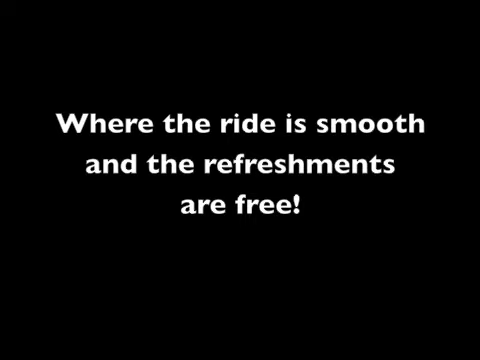 Where the ride is smooth
and the refreshments
are free!